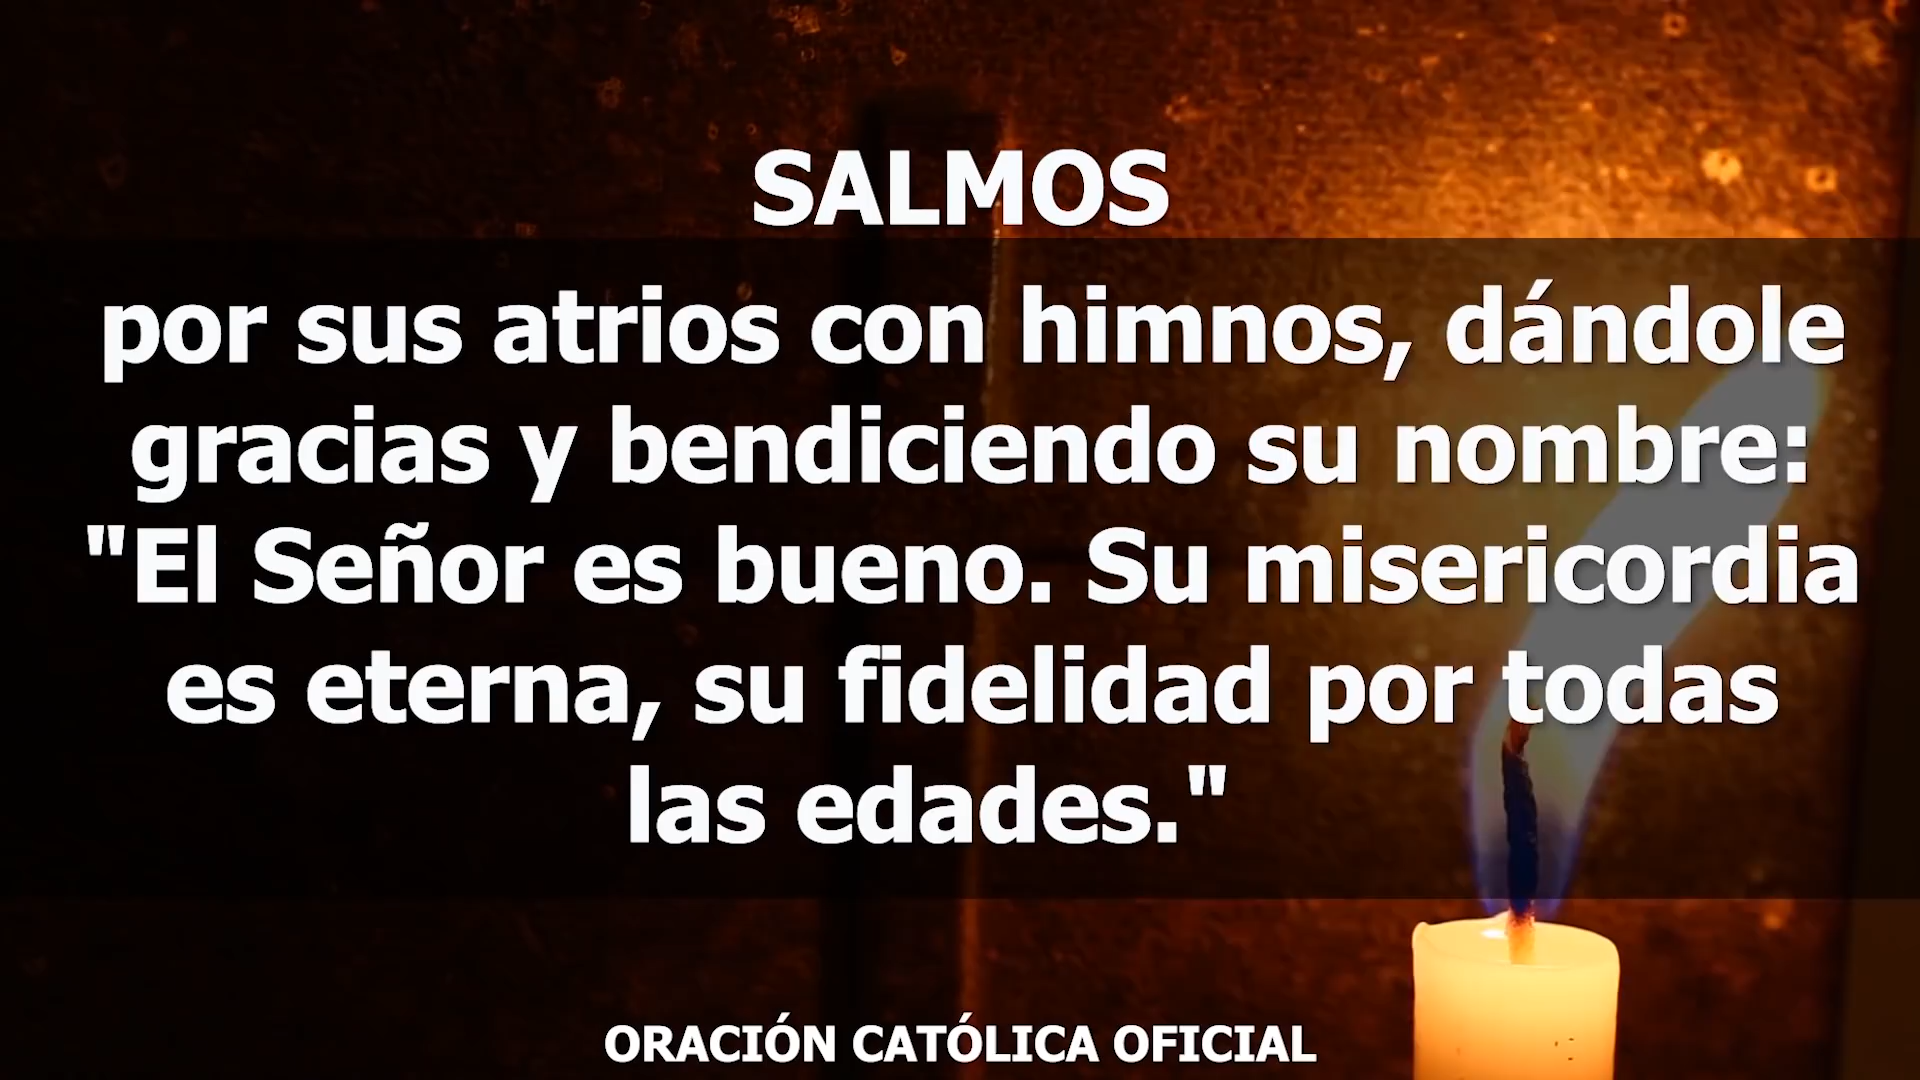 SALMOS
por sus atrios con himnos, dándole
gracias y bendiciendo su nombre:
"El Señor es bueno. Su misericordia
es eterna, su fidelidad por todas
las edades."
ORACIÓN CATÓLICA OFICIAL